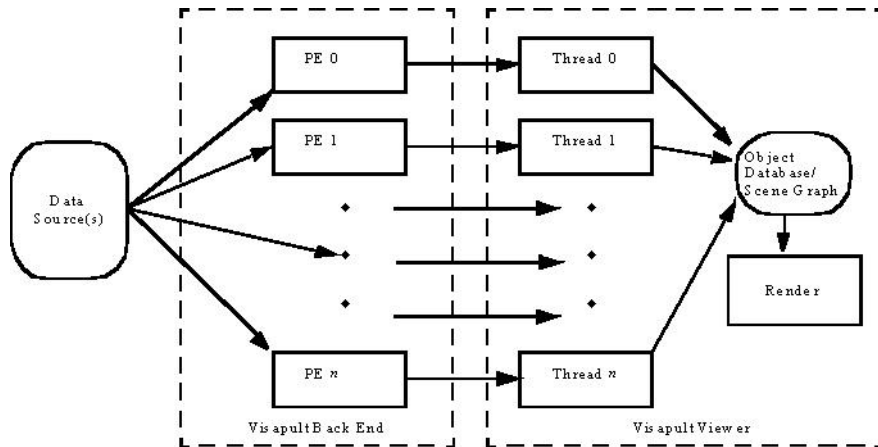 PE 0
Thread 0
PE 1
Thread 1
Object
Database/
Scene Graph
Data
Source(s)
Render
PE n
Thread n
Visapult Back End
Visapult Viewer